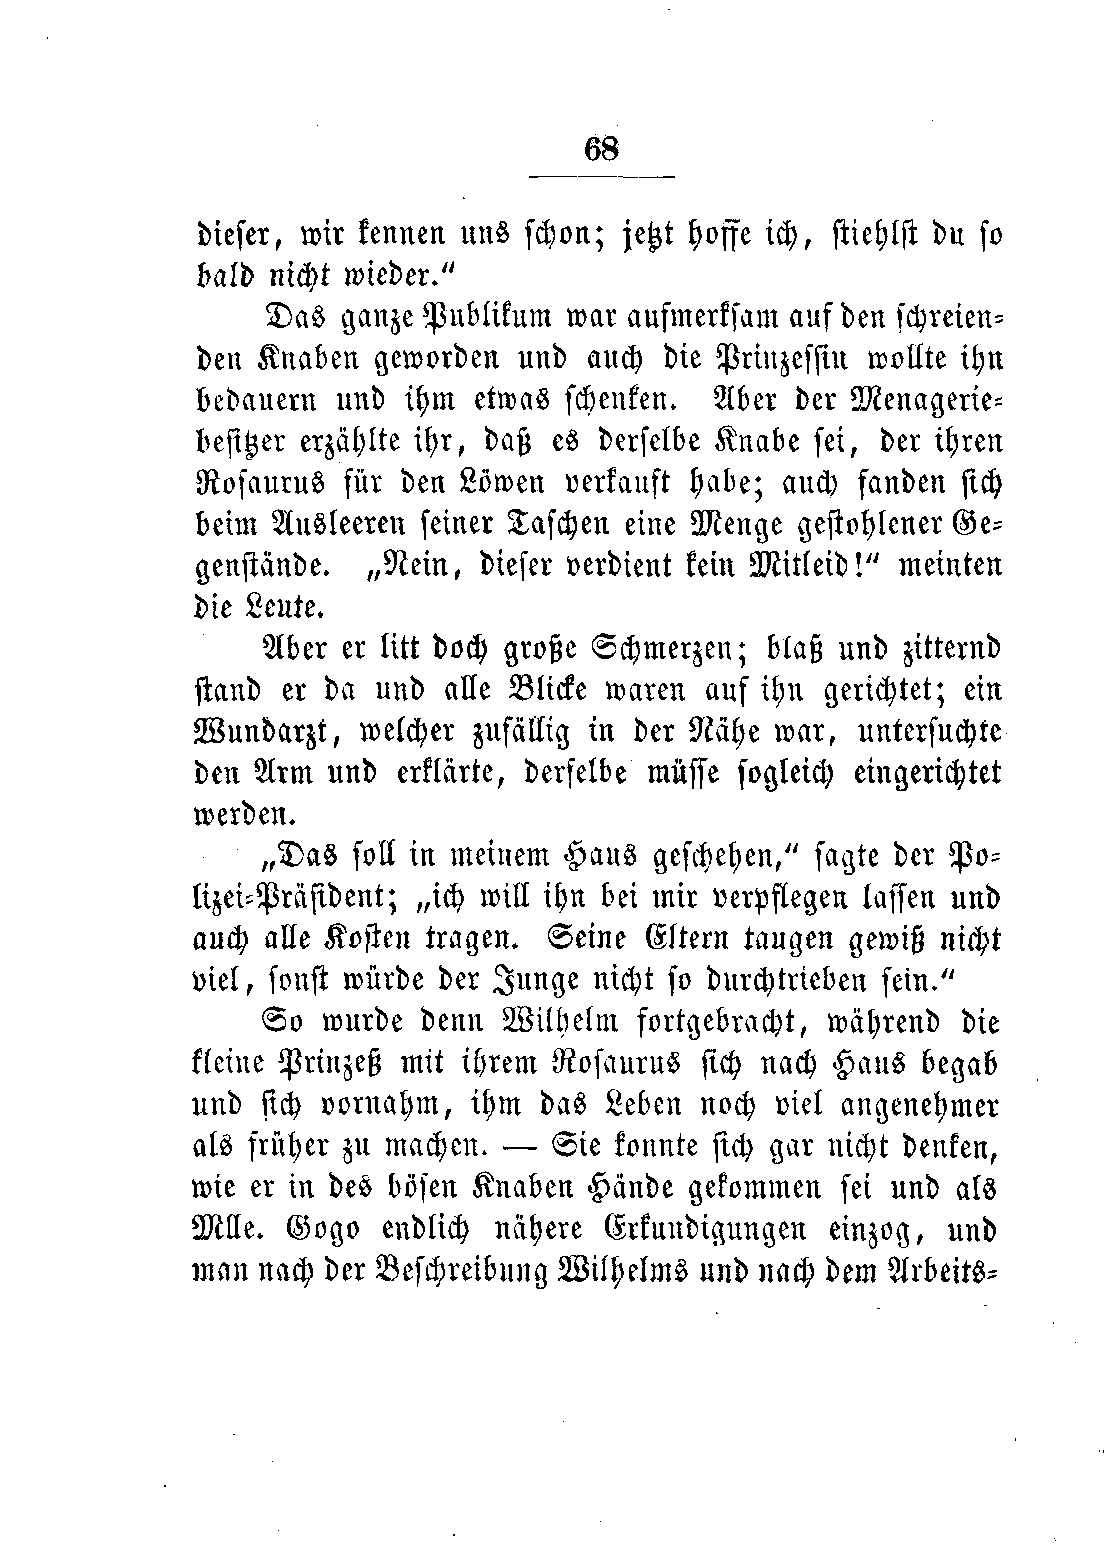 68
dieser, wir kennen uns schon; jetzt hoffe ich, stiehlst du so
bald nicht wieder.“
Das ganze Publikum war aufmerksam auf den schreien-
den Knaben geworden und auch die Prinzessin wollte ihn
bedauern und ihm etwas schenken. Aber der Menagerie-
besitzer erzählte ihr, daß es derselbe Knabe sei, der ihren
Rosaurus für den Löwen verkauft habe; auch fanden sich
beim Ausleeren seiner Taschen eine Menge gestohlener Ge-
genstände. „Nein, dieser verdient kein Mitleid!“ meinten
die Leute.
Aber er litt doch große Schmerzen; blaß und zitternd
stand er da und alle Blicke waren auf ihn gerichtet; ein
Wundarzt, welcher zufällig in der Nähe war, untersuchte
den Arm und erklärte, derselbe müsse sogleich eingerichtet
werden.
„Das soll in meinem Haus geschehen,“ sagte der Po-
lizei-Präsident; „ich will ihn bei mir verpflegen lassen und
auch alle Kosten tragen. Seine Eltern taugen gewiß nicht
viel, sonst würde der Junge nicht so durchtrieben sein.“
So wurde denn Wilhelm fortgebracht, während die
kleine Prinzeß mit ihrem Rosaurus sich nach Haus begab
und sich vornahm, ihm das Leben noch viel angenehmer
als früher zu machen. — Sie konnte sich gar nicht denken,
wie er in des bösen Knaben Hände gekommen sei und als
Mlle. Gogo endlich nähere Erkundigungen einzog, und
man nach der Beschreibung Wilhelms und nach dem Arbeits-